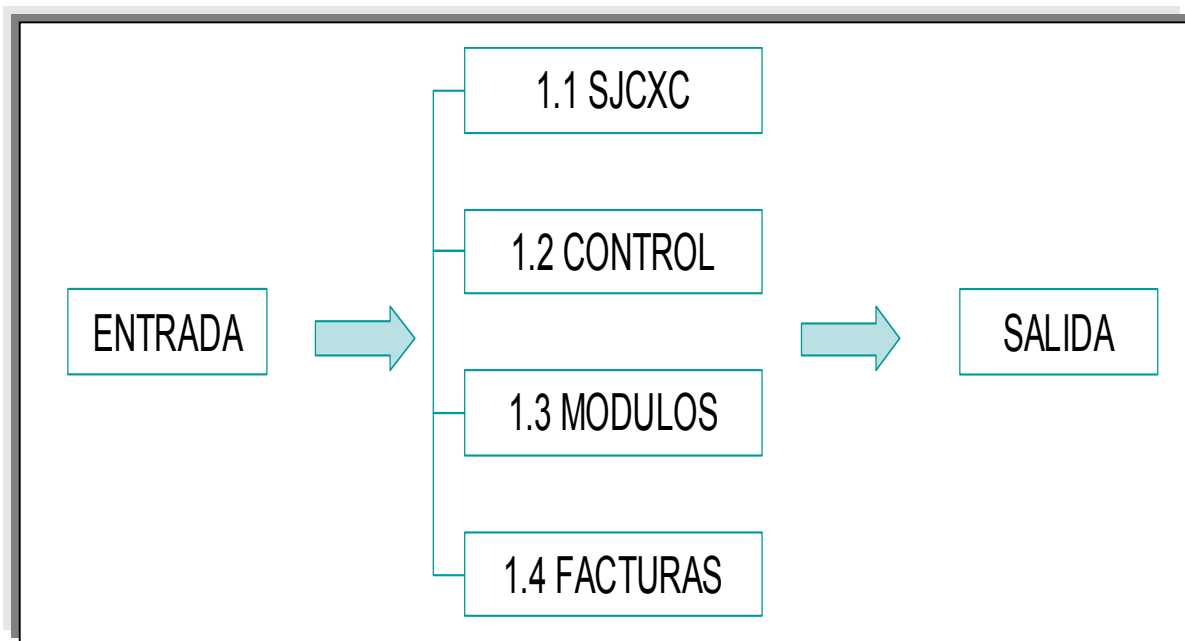 1.1 SJCXC
1.2 CONTROL
ENTRADA
SALIDA
1.3 MODULOS
1.4 FACTURAS